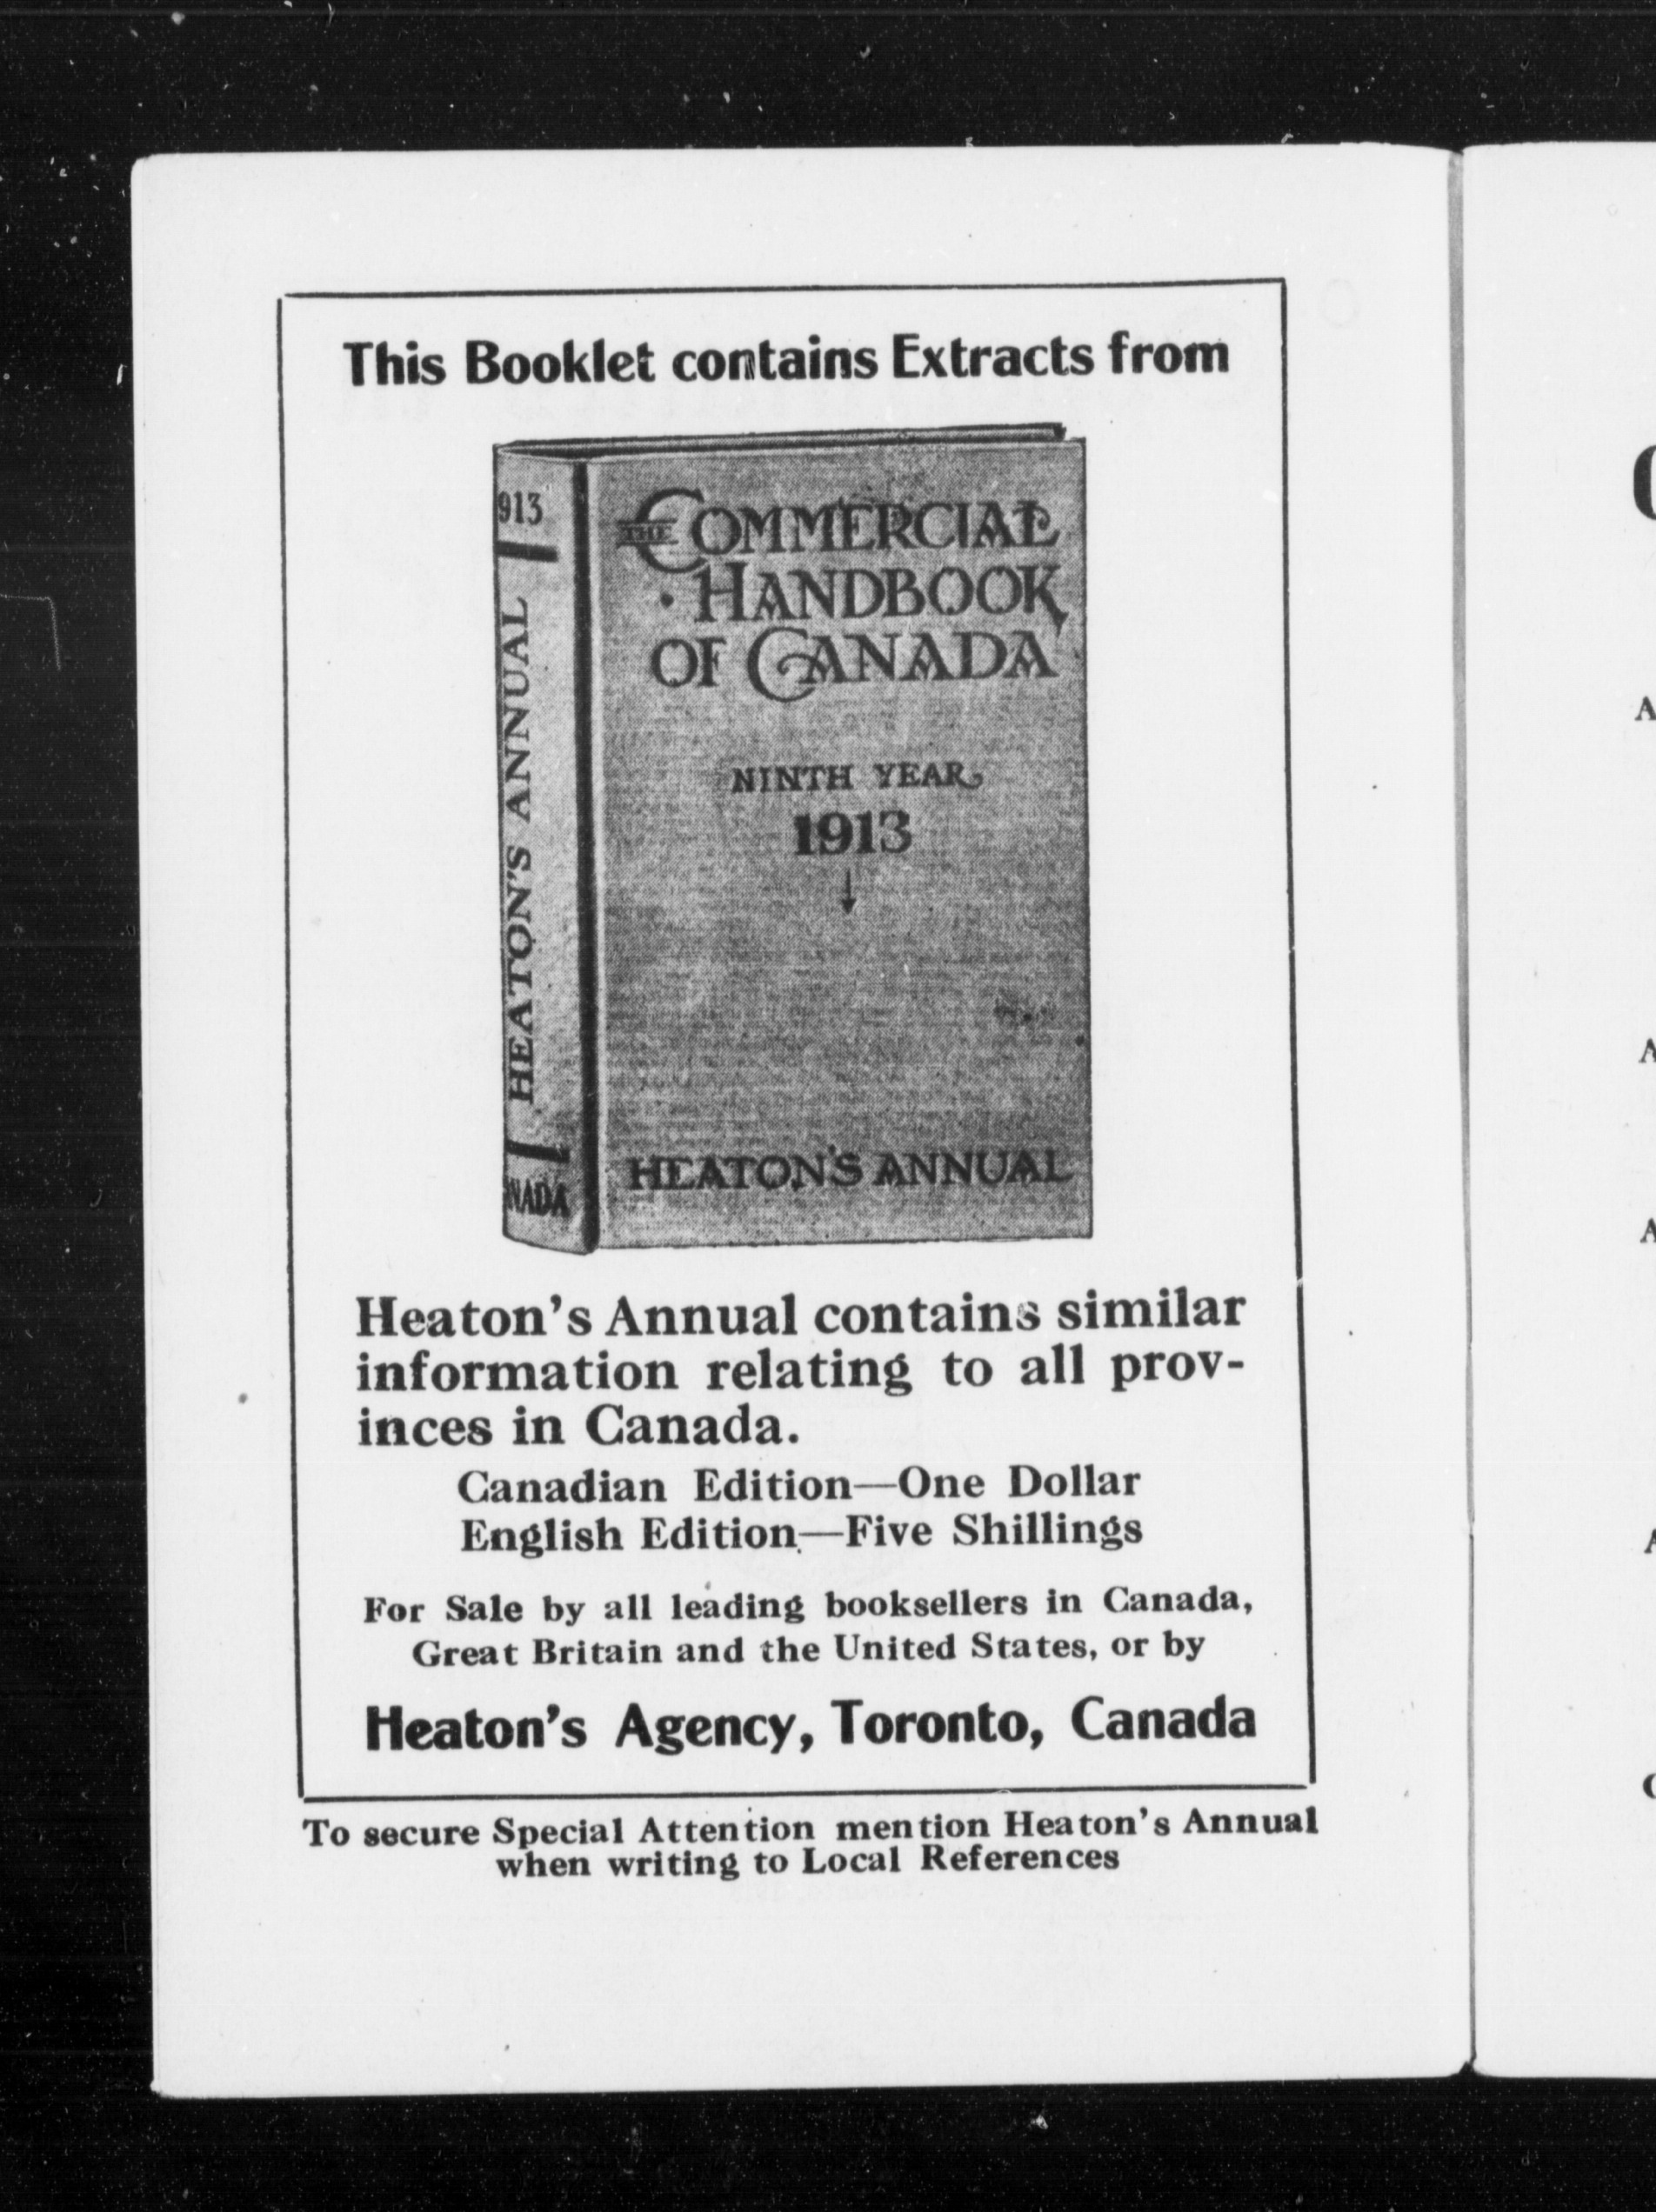 This Booklet contains Extracts from
913
HEATON'S ANNUAL
NADA
THE COMMERCIAL
HANDBOOK
OF CANADA
NINTH YEAR
1913
HEATON'S ANNUAL
Heaton's Annual contains similar
information relating to all prov-
inces in Canada.
Canadian Edition—One Dollar
English Edition—Five Shillings
For Sale by all leading booksellers in Canada,
Great Britain and the United States, or by
Heaton's Agency, Toronto, Canada
To secure Special Attention mention Heaton's Annual
when writing to Local References